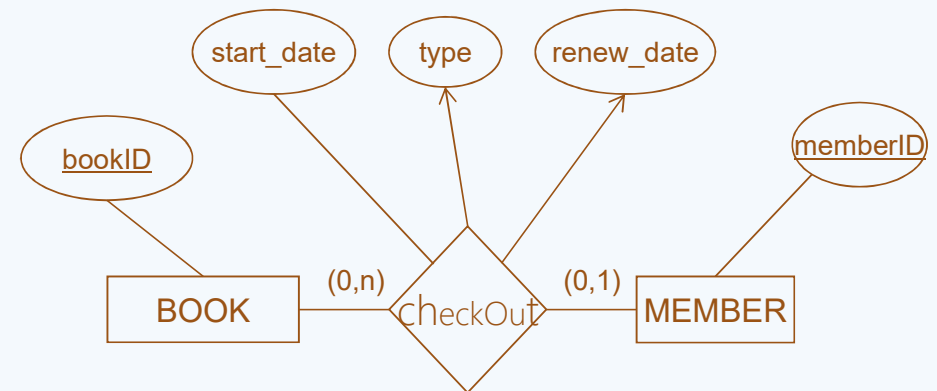 start_date
type
renew_date
bookID
memberID
(0,n)
(0,1)
BOOK
checkOut
MEMBER